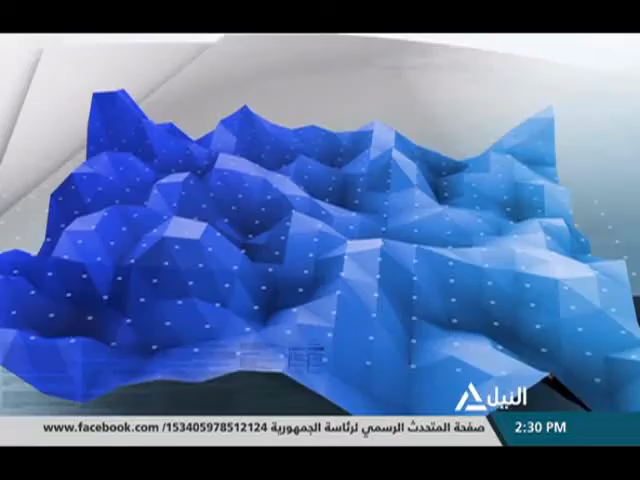 النيل
صفحة المتحدث الرسمي لرئاسة الجمهورية www.facebook.com /153405978512124
2:30 PM